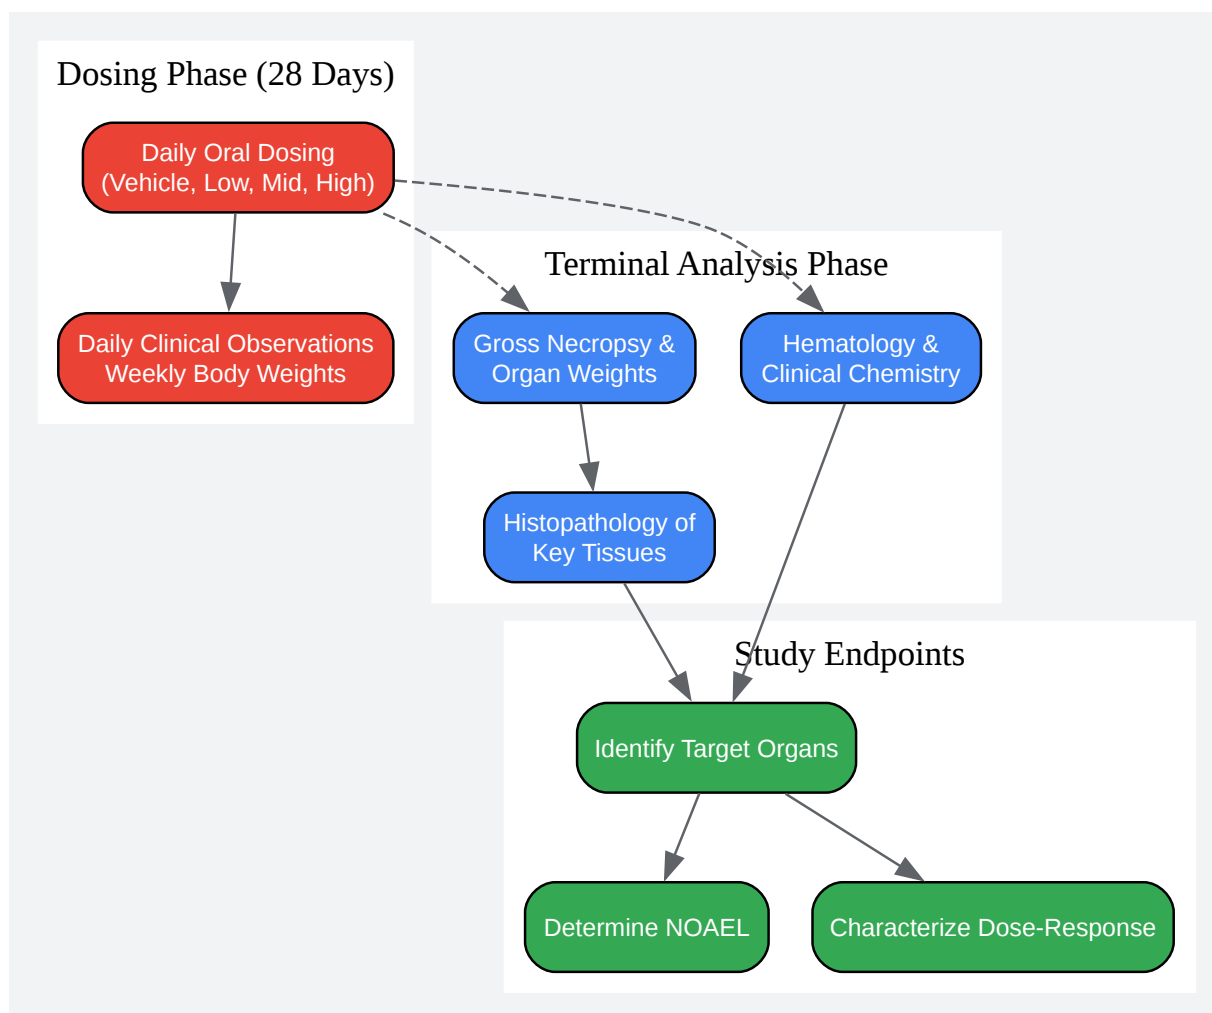 Dosing Phase (28 Days)
Daily Oral Dosing
(Vehicle, Low, Mid, High)
Daily Clinical Observations
Weekly Body Weights
Terminal Analysis Phase
Gross Necropsy &
Organ Weights
Hematology &
Clinical Chemistry
Histopathology of
Key Tissues
Study Endpoints
Identify Target Organs
Determine NOAEL
Characterize Dose-Response